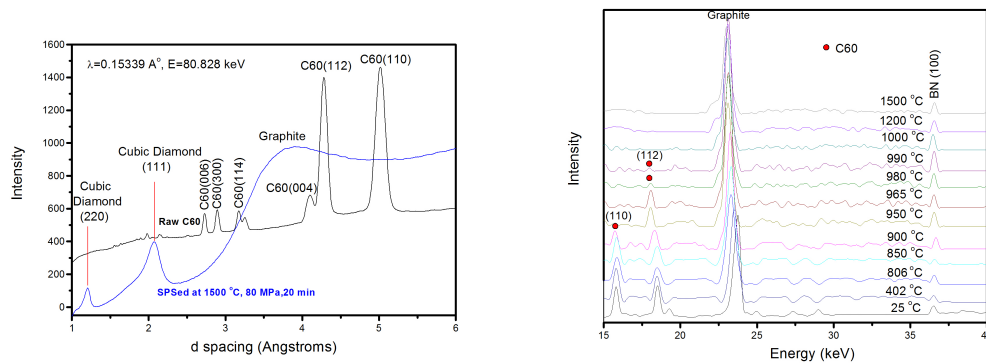 λ=0.15339 A°, E=80.828 keV
C60(112)
C60(110)
Graphite
Cubic Diamond
(111)
Cubic
Diamond
(220)
C60(006)
C60(300)
C60(114)
C60(004)
Raw C60
SPSed at 1500 °C, 80 MPa,20 min
Intensity
1600
1400
1200
1000
800
600
400
200
0
1
2
3
4
5
6
d spacing (Angstroms)
Graphite
C60
BN (100)
1500 °C
1200 °C
1000 °C
990 °C
980 °C
965 °C
950 °C
900 °C
850 °C
806 °C
402 °C
25 °C
(112)
(110)
Intensity
15
20
25
30
35
40
Energy (keV)